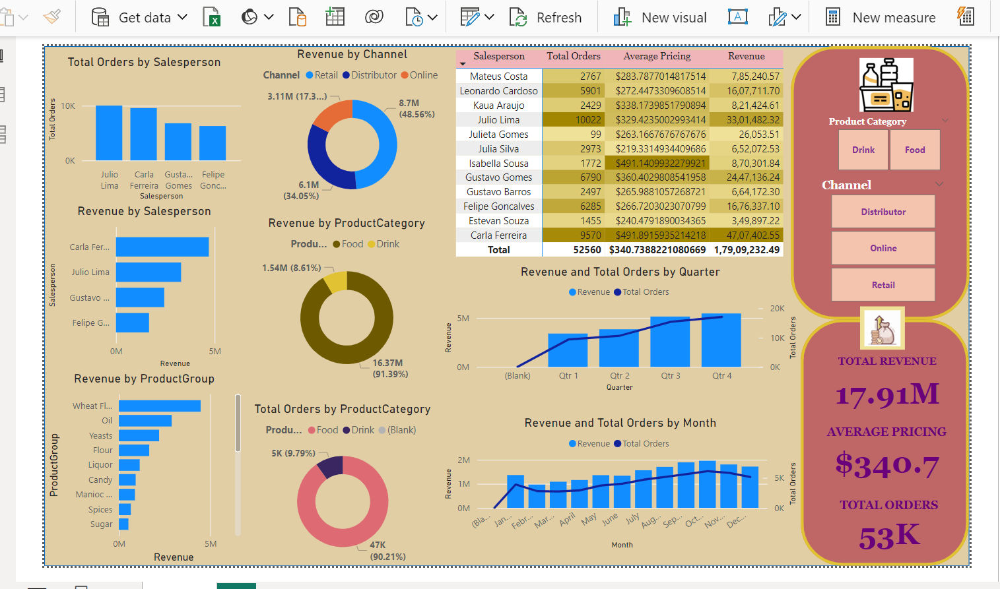 Get data
Refresh
New visual
New measure
Total Orders by Salesperson
Total Orders
10K
0K
Julio Lima
Carla Ferreira
Gusta... Gomes
Felipe Gonc...
Salesperson
Revenue by Salesperson
Salesperson
Carla Fer...
Julio Lima
Gustavo ...
Felipe G...
0M 5M
Revenue
Revenue by ProductGroup
ProductGroup
Wheat Fl...
Oil
Yeasts
Flour
Liquor
Candy
Manioc ...
Spices
Sugar
0M 5M
Revenue
Revenue by Channel
Channel Retail Distributor Online
3.11M (17.3...)
8.7M
(48.56%)
6.1M
(34.05%)
Revenue by ProductCategory
Produ... Food Drink
1.54M (8.61%)
16.37M
(91.39%)
Total Orders by ProductCategory
Produ... Food Drink (Blank)
5K (9.79%)
47K
(90.21%)
Salesperson Total Orders Average Pricing Revenue
Mateus Costa 2767 $283.7877014817514 7,85,240.57
Leonardo Cardoso 5901 $272.4473309608514 16,07,711.70
Kaua Araujo 2429 $338.1739851790894 8,21,424.61
Julio Lima 10022 $329.4235002993414 33,01,482.32
Julieta Gomes 99 $263.1667676767676 26,053.51
Julia Silva 2973 $219.3314934409686 6,52,072.53
Isabella Sousa 1772 $491.1409932279921 8,70,301.84
Gustavo Gomes 6790 $360.4029808541958 24,47,136.24
Gustavo Barros 2497 $265.9881057268721 6,64,172.30
Felipe Goncalves 6285 $266.7203023070799 16,76,337.10
Estevan Souza 1455 $240.4791890034365 3,49,897.22
Carla Ferreira 9570 $491.8915935214218 47,07,402.55
Total 52560 $340.7388221080669 1,79,09,232.49
Revenue and Total Orders by Quarter
Revenue Total Orders
Revenue
5M
0M
20K
10K
0K
Total Orders
(Blank) Qtr 1 Qtr 2 Qtr 3 Qtr 4
Quarter
Revenue and Total Orders by Month
Revenue Total Orders
Revenue
2M
1M
0M
5K
0K
Total Orders
(Bla... Jan... Febr... Mar... April May June July Aug... Sep... Oct... Nov... Dec...
Month
Product Category
Drink Food
Channel
Distributor
Online
Retail
TOTAL REVENUE
17.91M
AVERAGE PRICING
$340.7
TOTAL ORDERS
53K